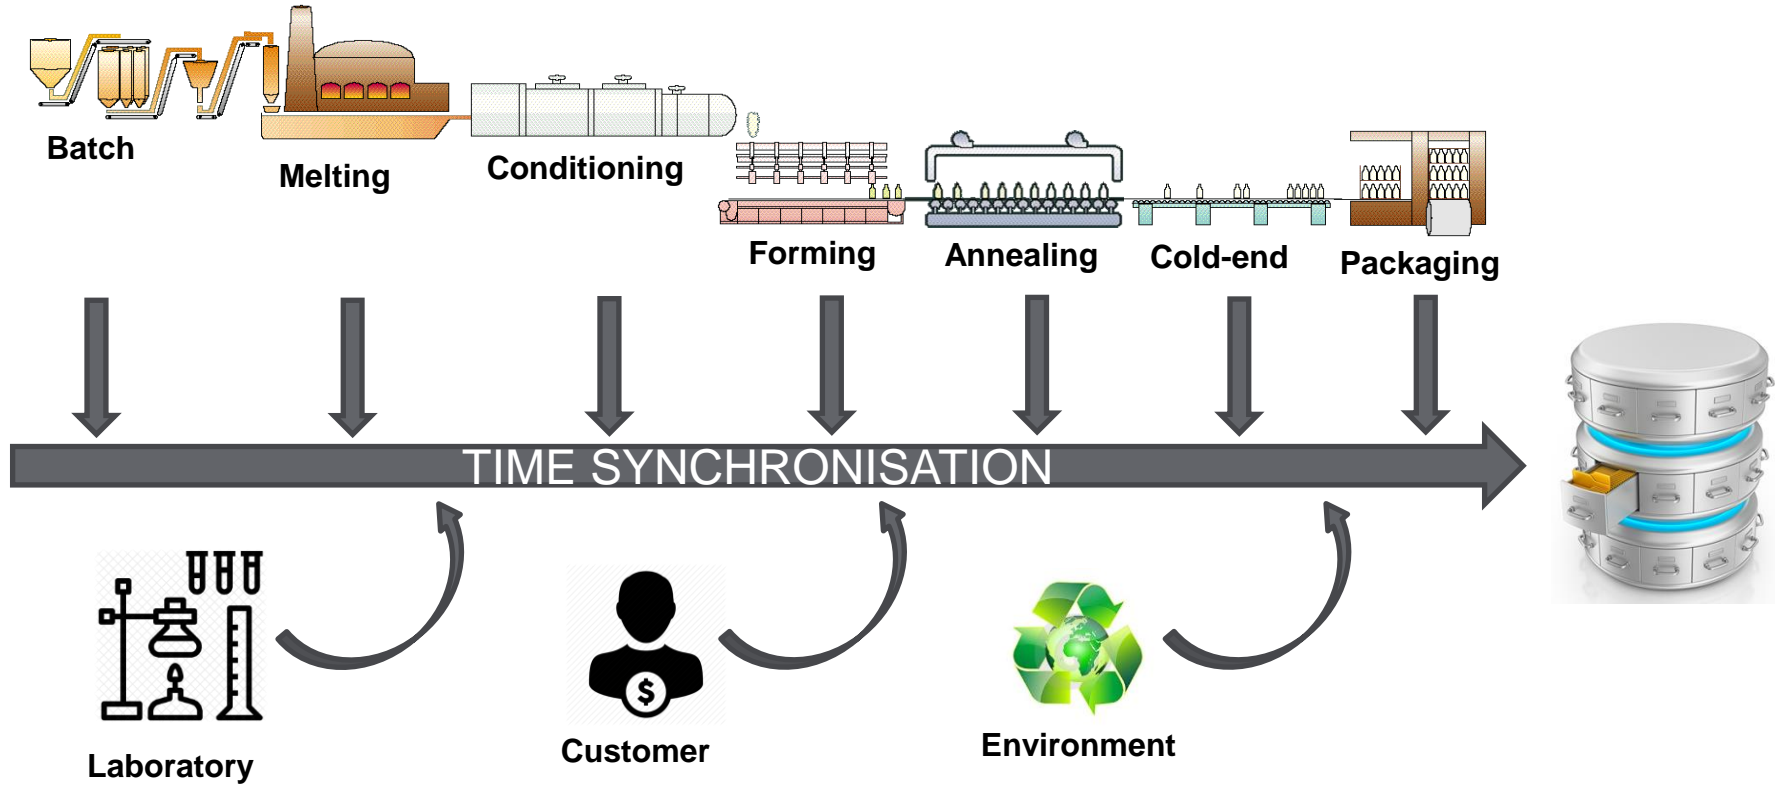 Batch
Melting
Conditioning
Forming
Annealing
Cold-end
Packaging
TIME SYNCHRONISATION
$
Laboratory
Customer
Environment